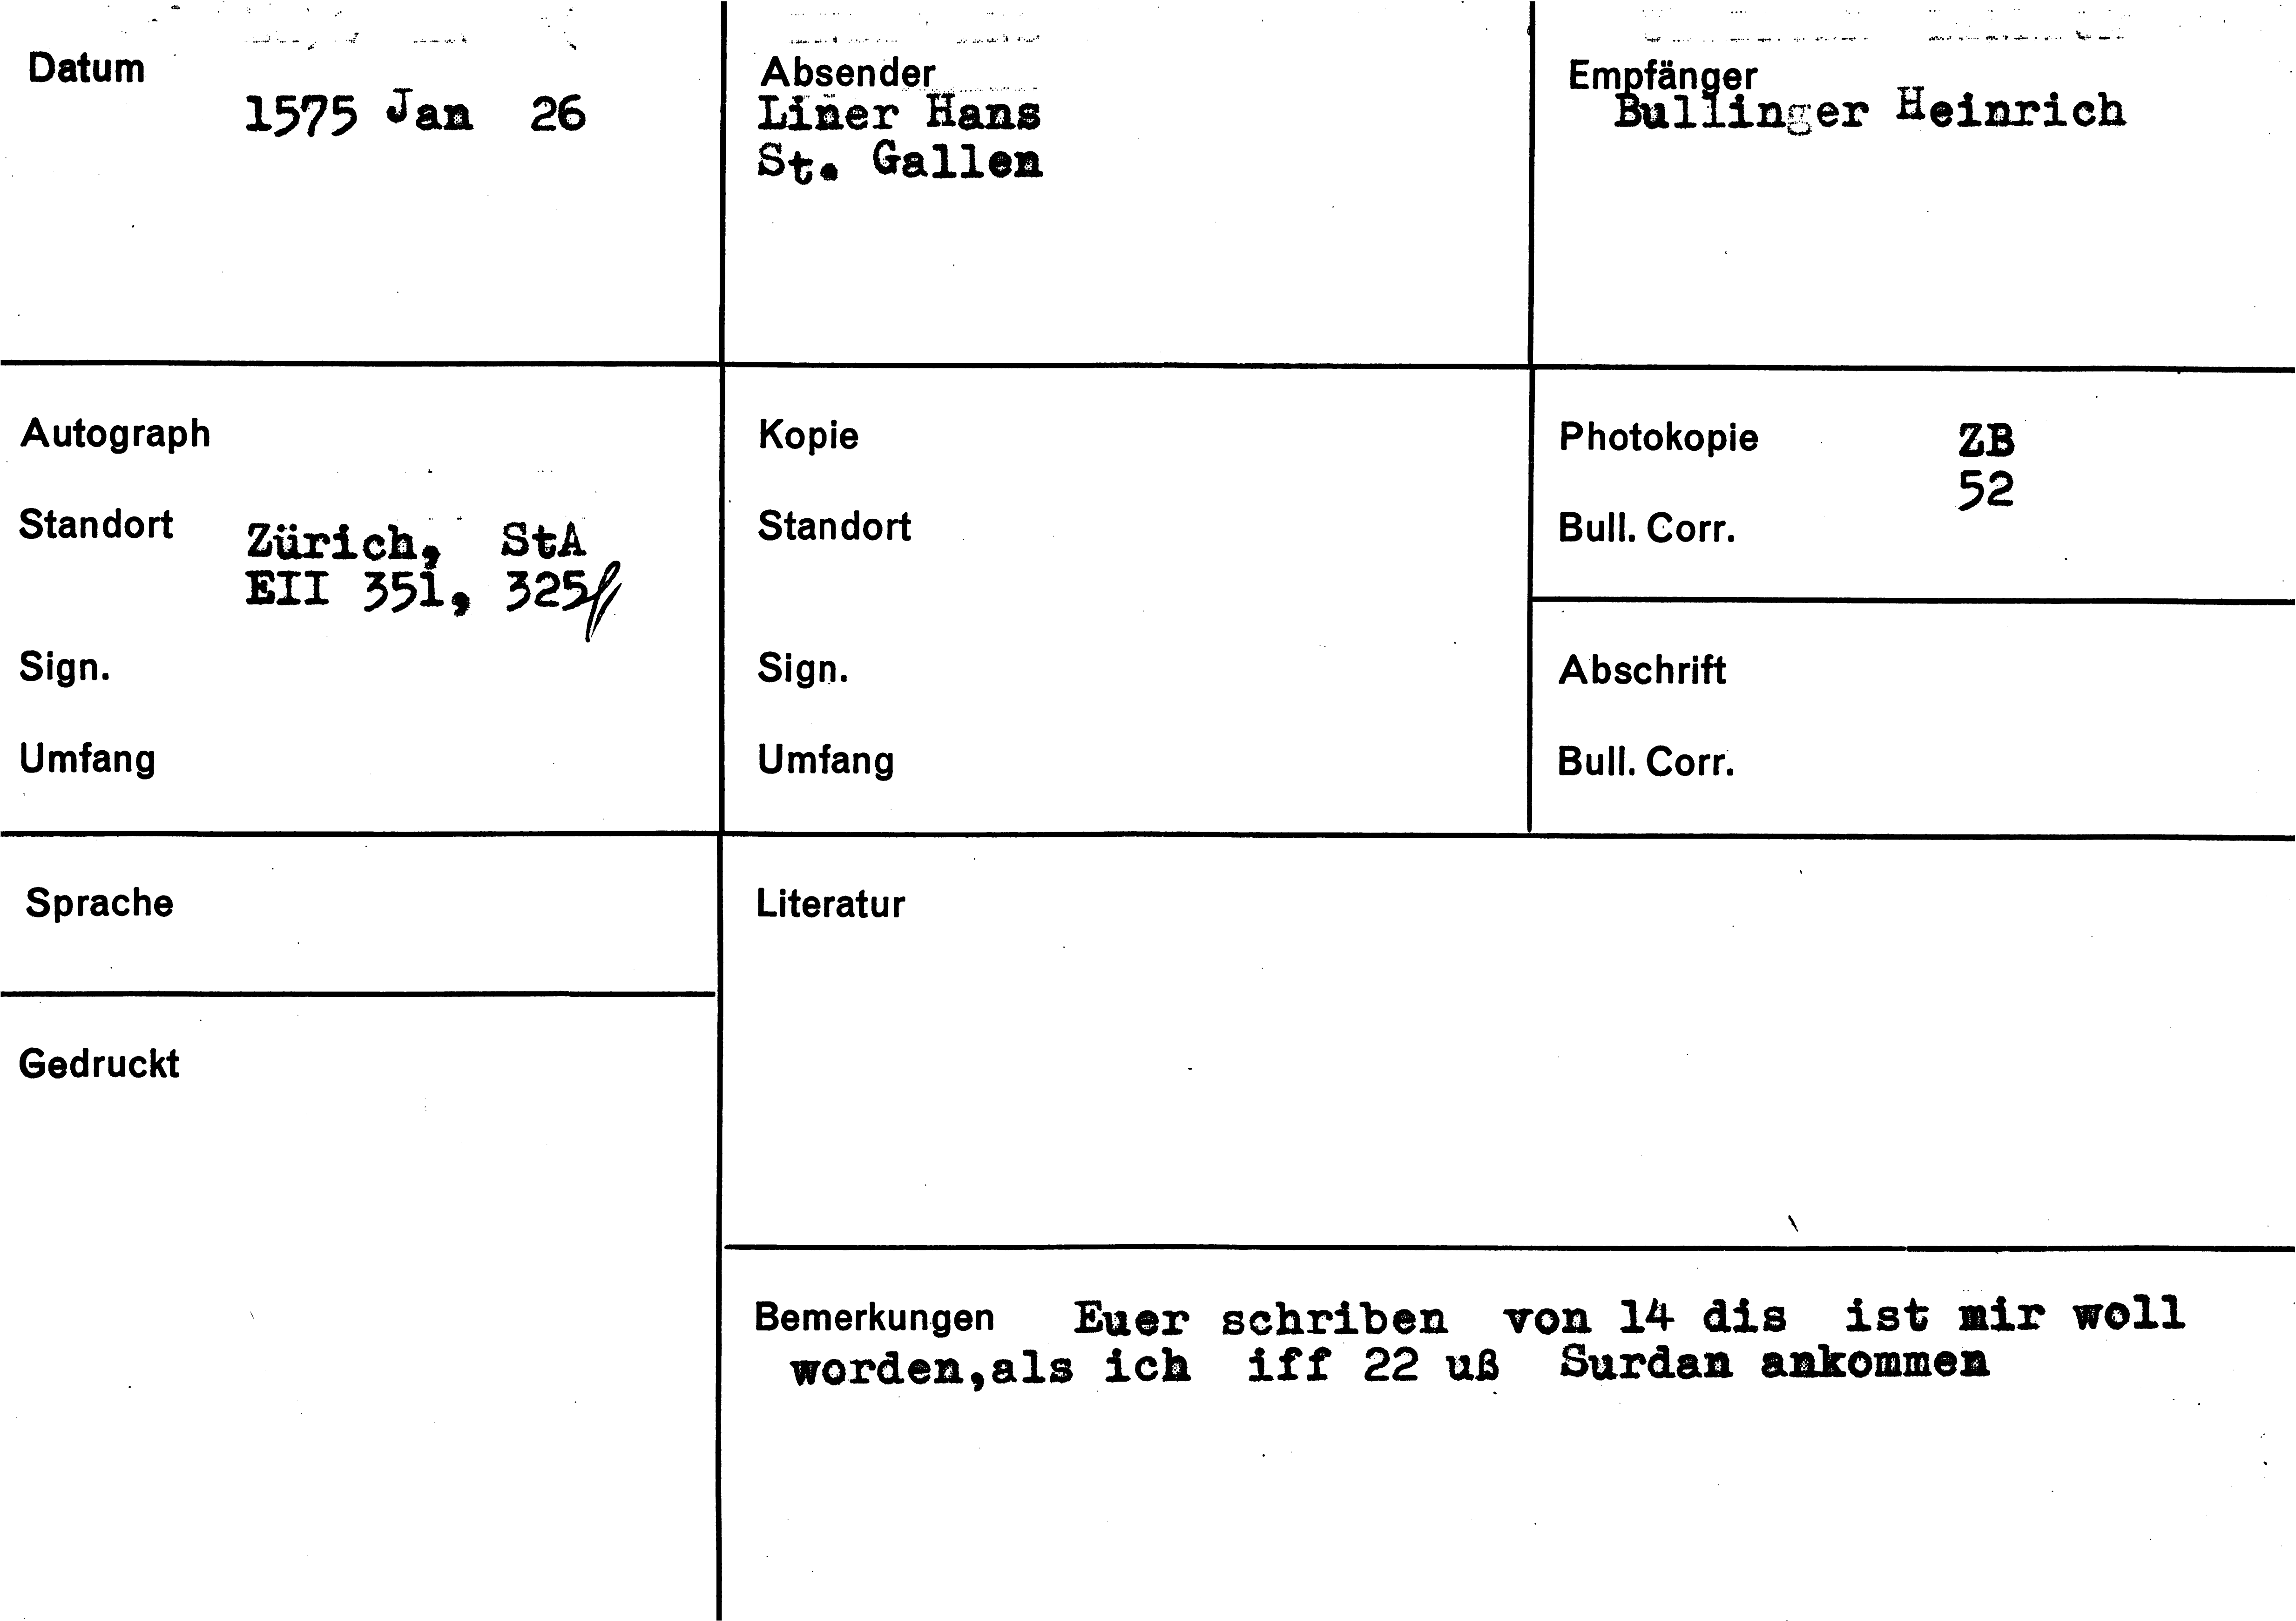 Datum
1575 Jan 26
Absender
Liner Hans
St. Gallen
Empfänger
Bullinger Heinrich
Autograph
Standort Zürich, StA
EII 351, 325f
Sign.
Umfang
Kopie
Standort
Sign.
Umfang
Photokopie ZB
52
Bull. Corr.
Abschrift
Bull. Corr.
Sprache
Gedruckt
Literatur
Bemerkungen Euer schriben von 14 dis ist mir woll
worden,als ich iff 22 uß Surdan ankommen